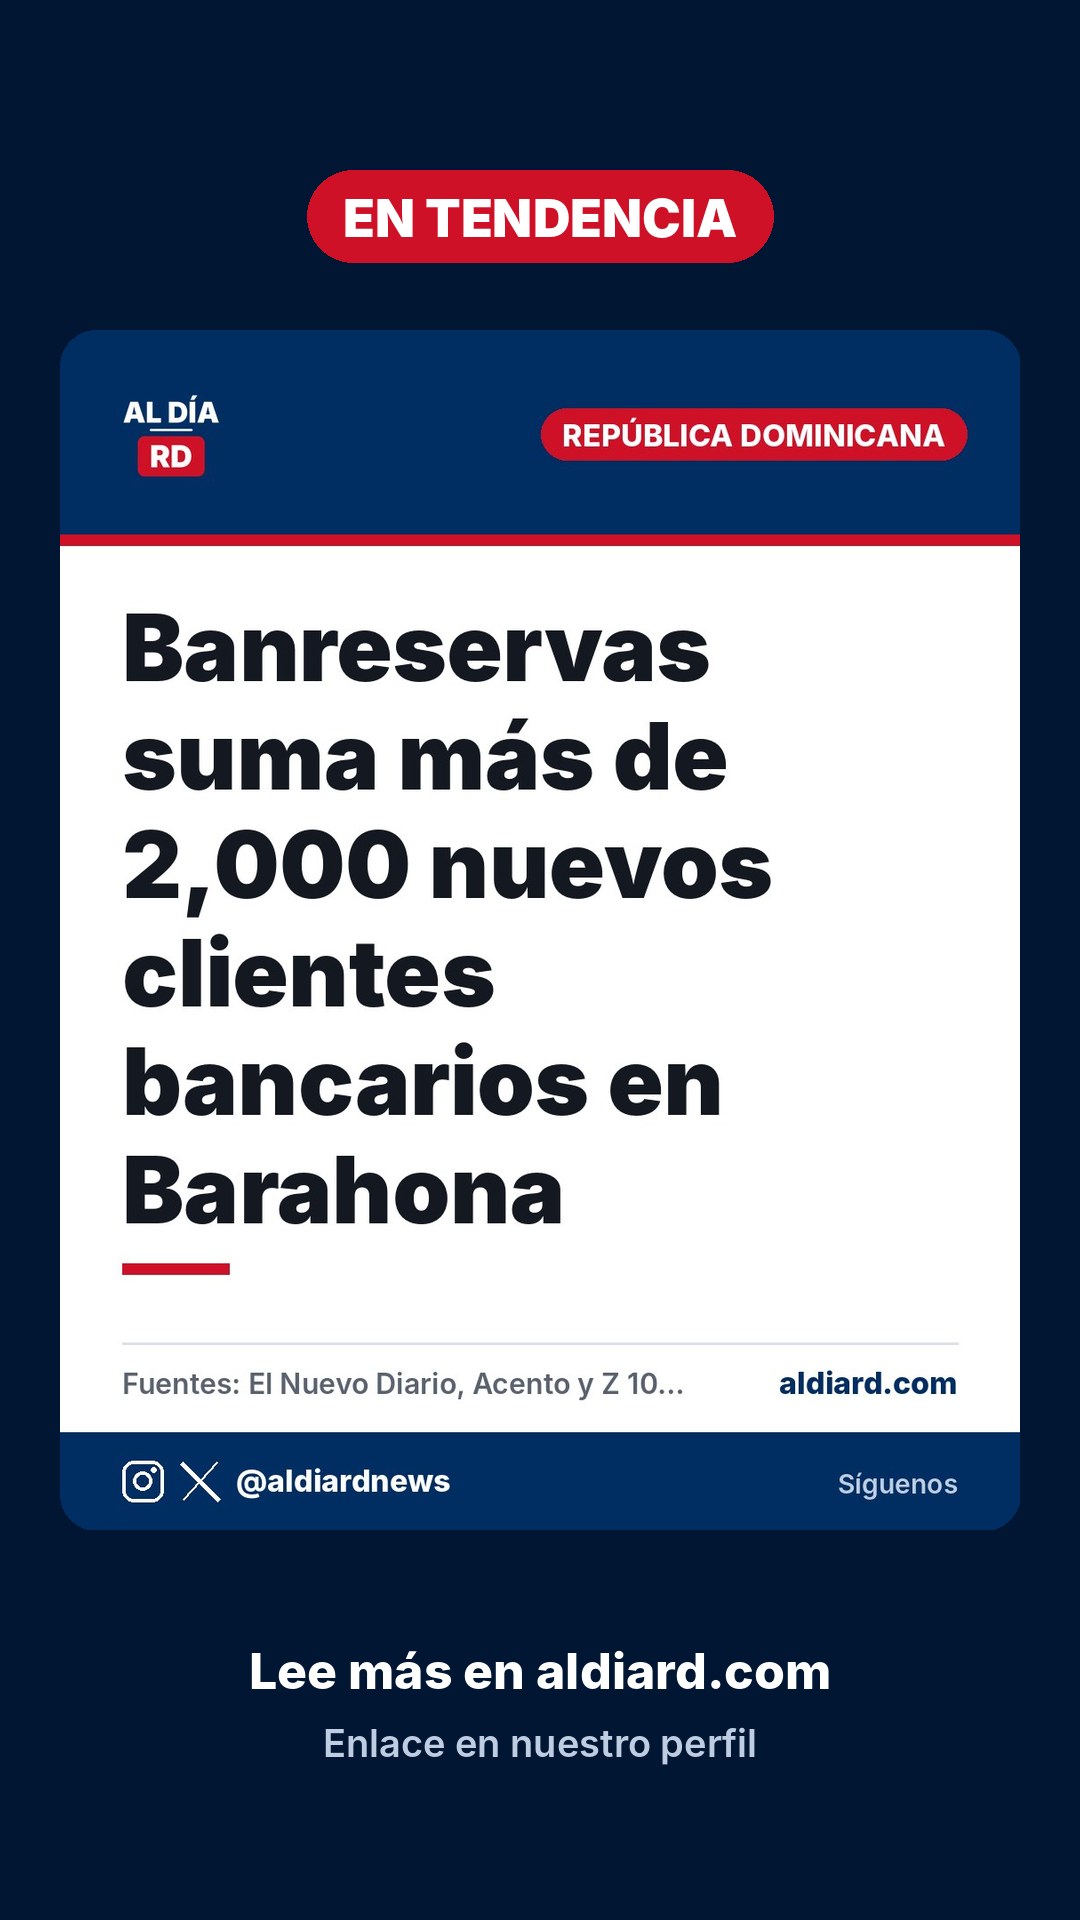 EN TENDENCIA
AL DÍA
RD
REPÚBLICA DOMINICANA
Banreservas
suma más de
2,000 nuevos
clientes
bancarios en
Barahona
Fuentes: El Nuevo Diario, Acento y Z 10...
aldiard.com
@aldiardnews
Síguenos
Lee más en aldiard.com
Enlace en nuestro perfil